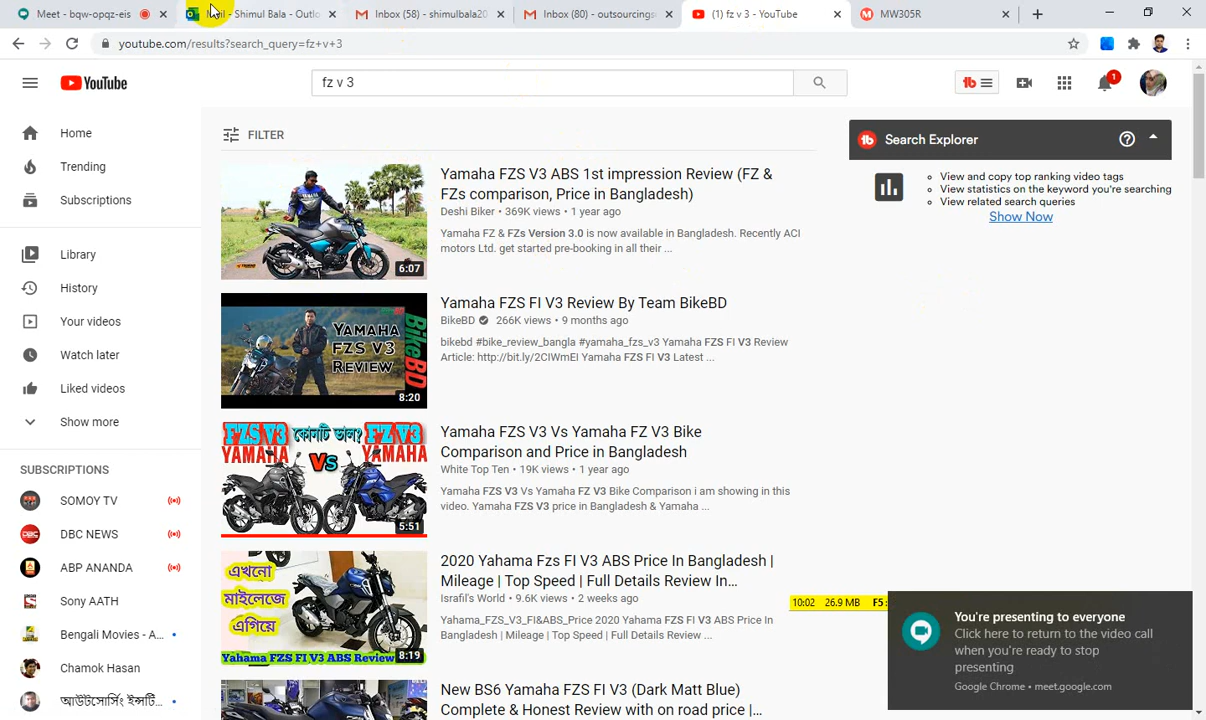 Meet - bqw-opqz-eis
Mail - Shimul Bala - Outlo
Inbox (58) - shimulbala20
Inbox (80) - outsourcings
(1) fz v 3 - YouTube
MW305R
youtube.com/results?search_query=fz+v+3
YouTube
fz v 3
1
Home
Trending
Subscriptions
Library
History
Your videos
Watch later
Liked videos
Show more
SUBSCRIPTIONS
SOMOY TV
DBC NEWS
ABP ANANDA
Sony AATH
Bengali Movies - A...
Chamok Hasan
আউটসোর্সিং ইন্সটি...
FILTER
Yamaha FZS V3 ABS 1st impression Review (FZ &
FZs comparison, Price in Bangladesh)
Deshi Biker • 369K views • 1 year ago
Yamaha FZ & FZs Version 3.0 is now available in Bangladesh. Recently ACI
motors Ltd. get started pre-booking in all their ...
6:07
Yamaha FZS FI V3 Review By Team BikeBD
BikeBD 266K views • 9 months ago
bikebd #bike_review_bangla #yamaha_fzs_v3 Yamaha FZS FI V3 Review
Article: http://bit.ly/2CIWmEI Yamaha FZS FI V3 Latest ...
YAMAHA
FZS V3
REVIEW
BikeBD
8:20
Yamaha FZS V3 Vs Yamaha FZ V3 Bike
Comparison and Price in Bangladesh
White Top Ten • 19K views • 1 year ago
Yamaha FZS V3 Vs Yamaha FZ V3 Bike Comparison i am showing in this
video. Yamaha FZS V3 price in Bangladesh & Yamaha ...
FZS V3 কোনটি ভাল? FZ V3
YAMAHA Vs YAMAHA
5:51
2020 Yahama Fzs FI V3 ABS Price In Bangladesh |
Mileage | Top Speed | Full Details Review In...
Israfil's World • 9.6K views • 2 weeks ago
Yahama_FZS_V3_FI&ABS_Price 2020 Yahama FZS FI V3 ABS Price In
Bangladesh | Mileage | Top Speed | Full Details Review ...
এখনো
মাইলেজে
এগিয়ে
Yamaha FZS FI V3 ABS Review
8:19
New BS6 Yamaha FZS FI V3 (Dark Matt Blue)
Complete & Honest Review with on road price |...
Search Explorer
View and copy top ranking video tags
View statistics on the keyword you're searching
View related search queries
Show Now
10:02 26.9 MB F5:
You're presenting to everyone
Click here to return to the video call
when you're ready to stop
presenting
Google Chrome • meet.google.com